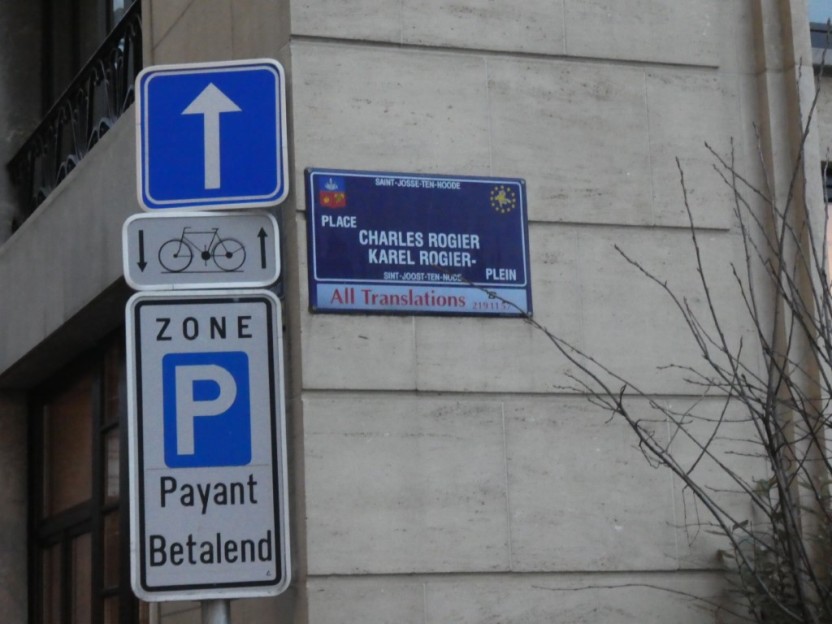 ZONE
P
Payant
Betalend
SAINT-JOSSE-TEN-NOODE
PLACE
CHARLES ROGIER
KAREL ROGIER-
PLEIN
SINT-JOOST-TEN-NODE
All Translations